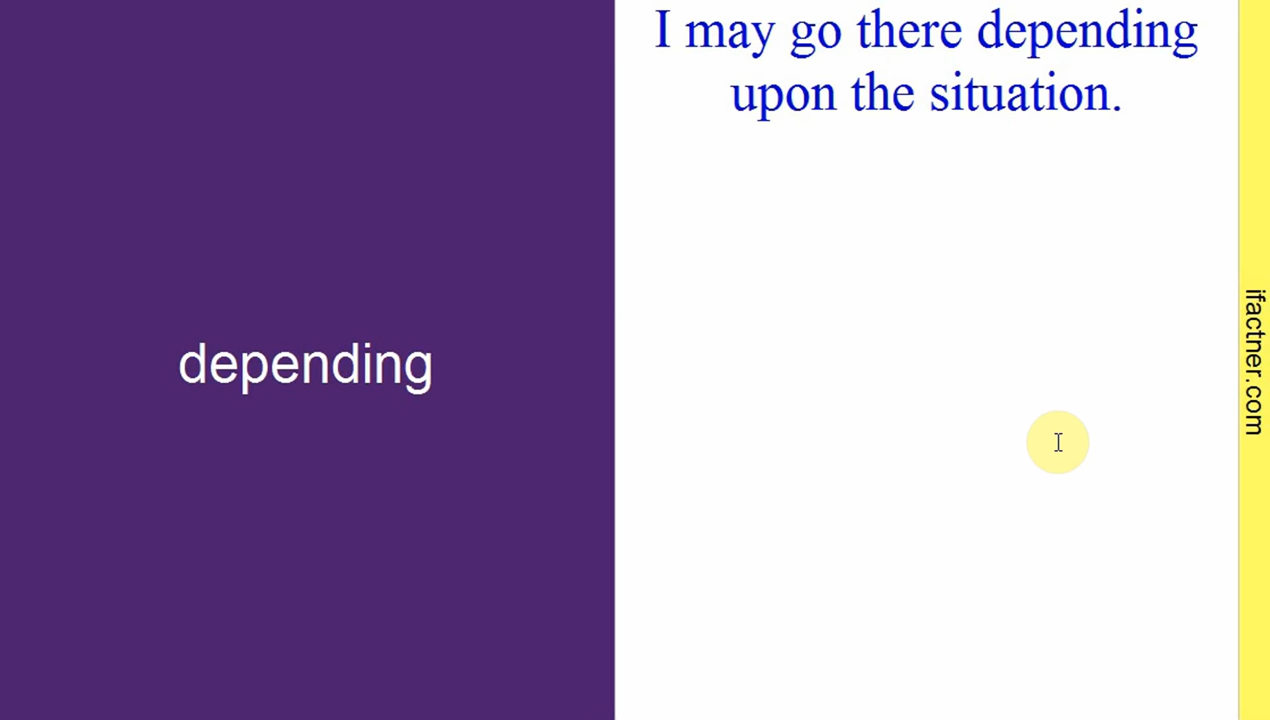 depending
I may go there depending
upon the situation.
ifactner.com